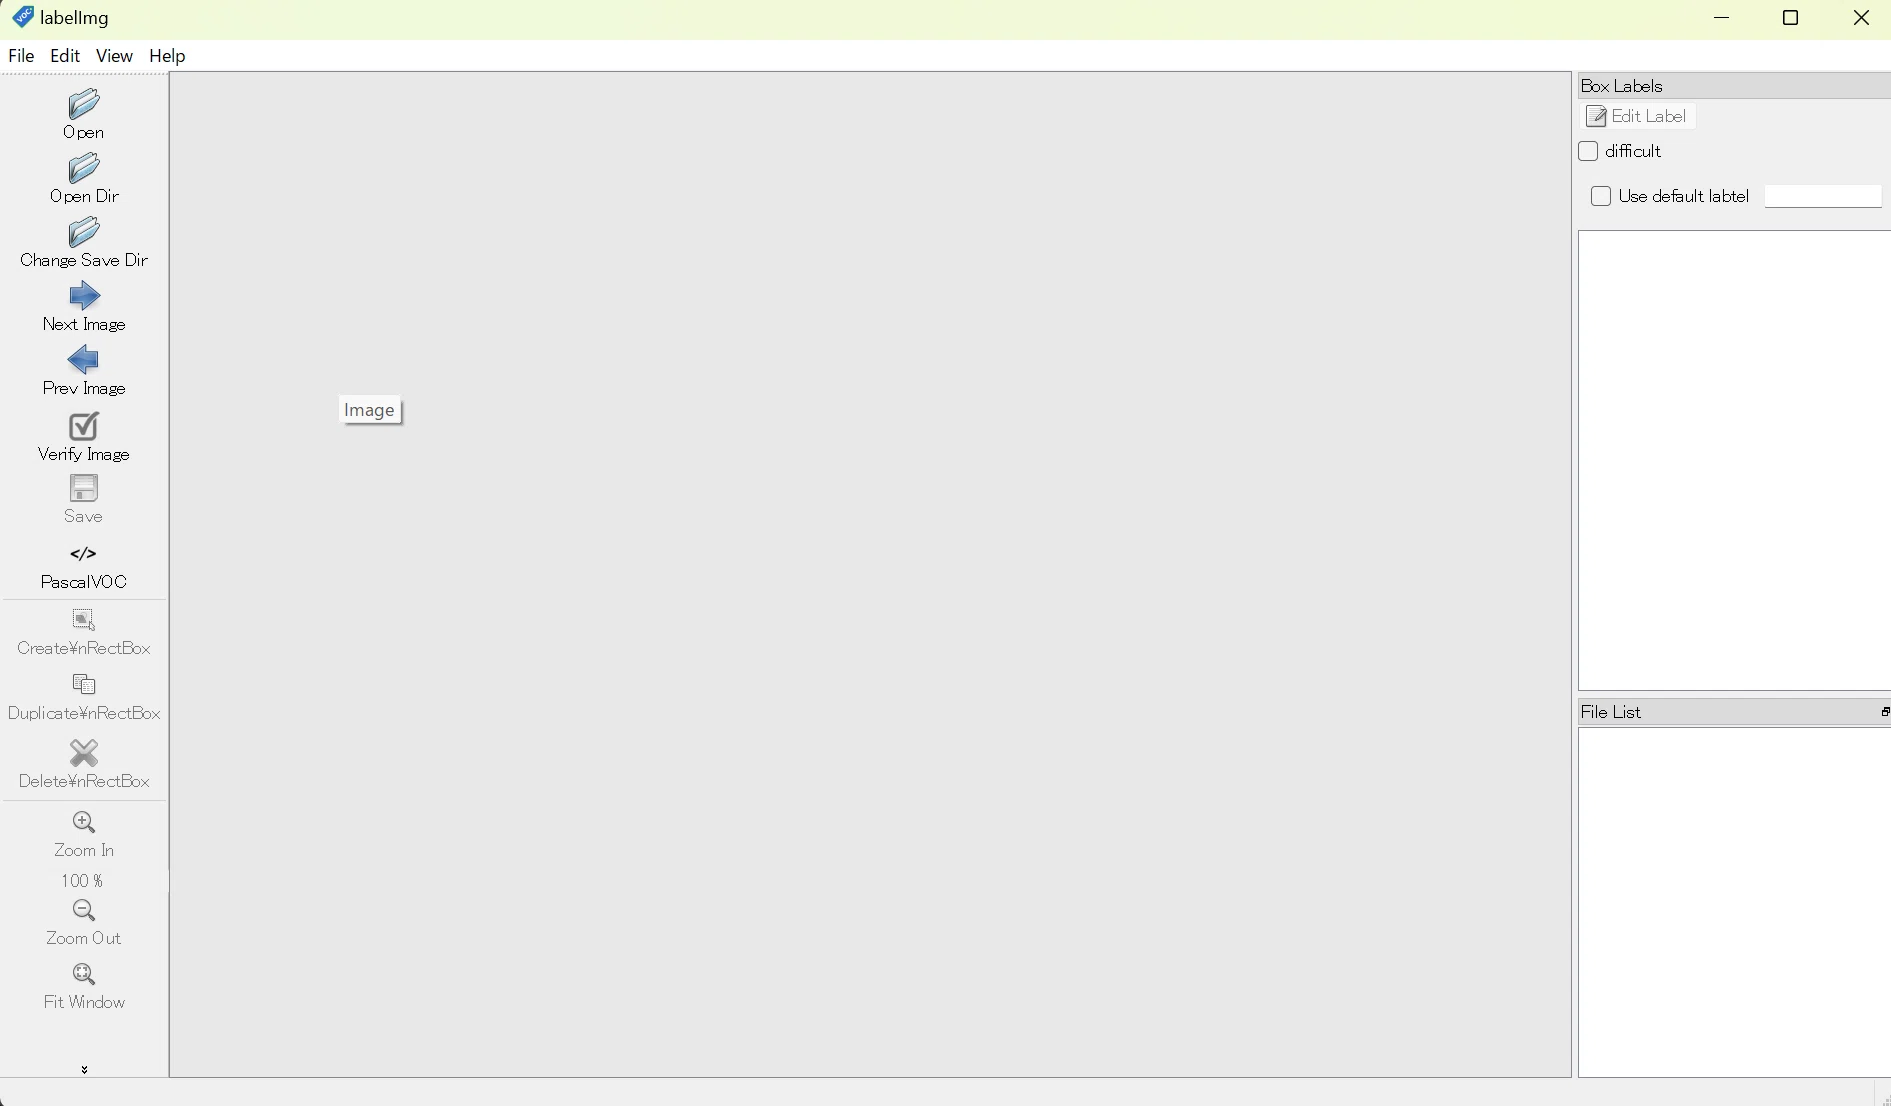 labelImg
File Edit View Help
Open
Open Dir
Change Save Dir
Next Image
Prev Image
Verify Image
Save
</>
PascalVOC
Create¥nRectBox
Duplicate¥nRectBox
Delete¥nRectBox
Zoom In
100 %
Zoom Out
Fit Window
Image
Box Labels
Edit Label
difficult
Use default labtel
File List